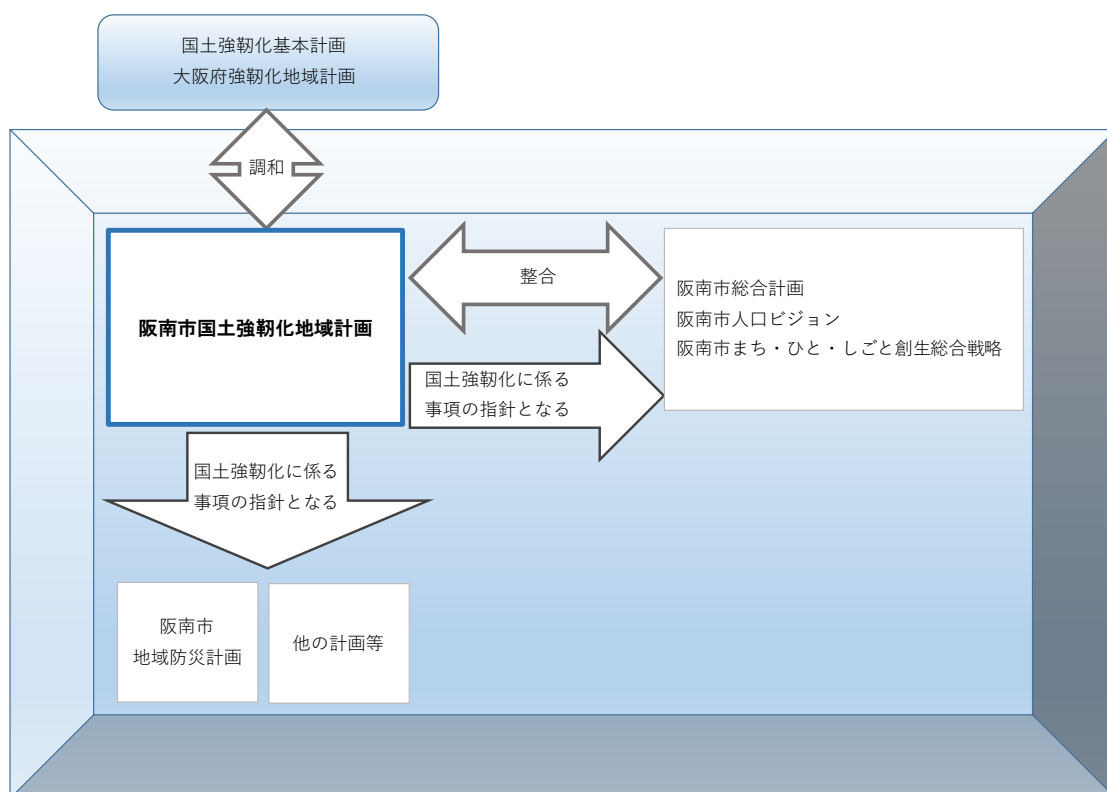 国土強靭化基本計画
大阪府強靭化地域計画
調和
阪南市国土強靭化地域計画
整合
阪南市総合計画
阪南市人口ビジョン
阪南市まち・ひと・しごと創生総合戦略
国土強靭化に係る
事項の指針となる
国土強靭化に係る
事項の指針となる
阪南市
地域防災計画
他の計画等